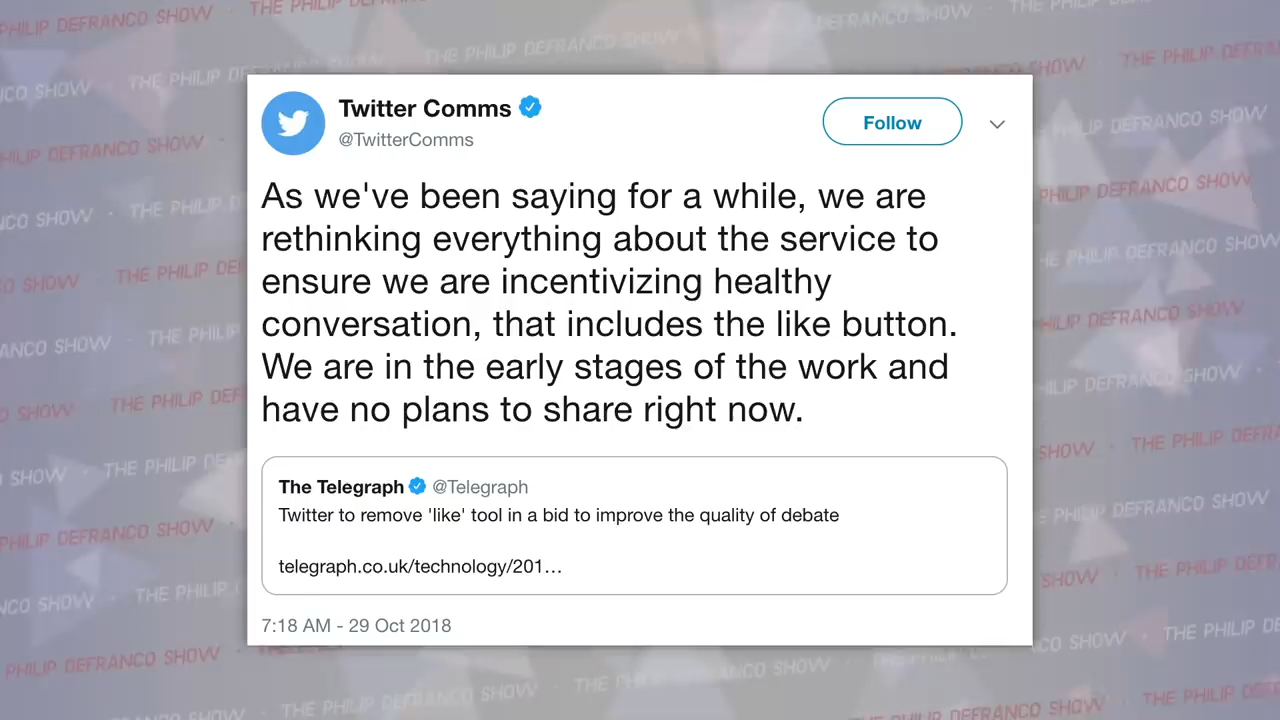 THE PHILIP DEFRANCO SHOW
Twitter Comms
@TwitterComms
Follow
As we've been saying for a while, we are
rethinking everything about the service to
ensure we are incentivizing healthy
conversation, that includes the like button.
We are in the early stages of the work and
have no plans to share right now.
The Telegraph @Telegraph
Twitter to remove 'like' tool in a bid to improve the quality of debate
telegraph.co.uk/technology/201…
7:18 AM - 29 Oct 2018